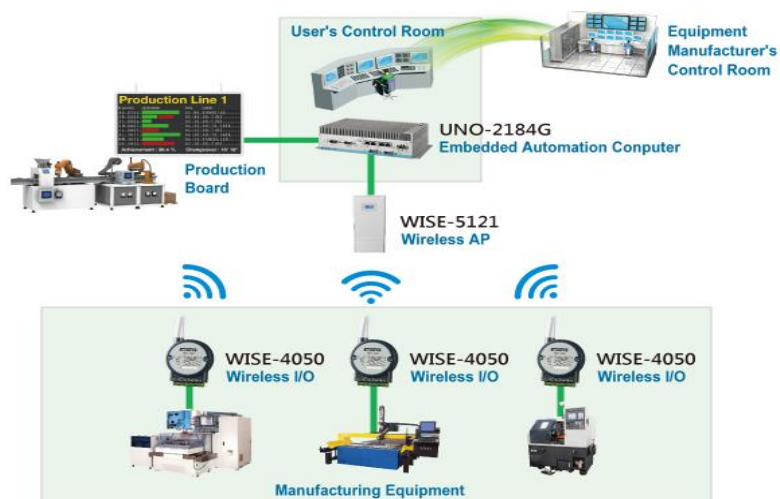 User's Control Room
Equipment
Manufacturer's
Control Room
Production Line 1
UNO-2184G
Embedded Automation Conputer
Production
Board
WISE-5121
Wireless AP
WISE-4050
Wireless I/O
WISE-4050
Wireless I/O
WISE-4050
Wireless I/O
Manufacturing Equipment